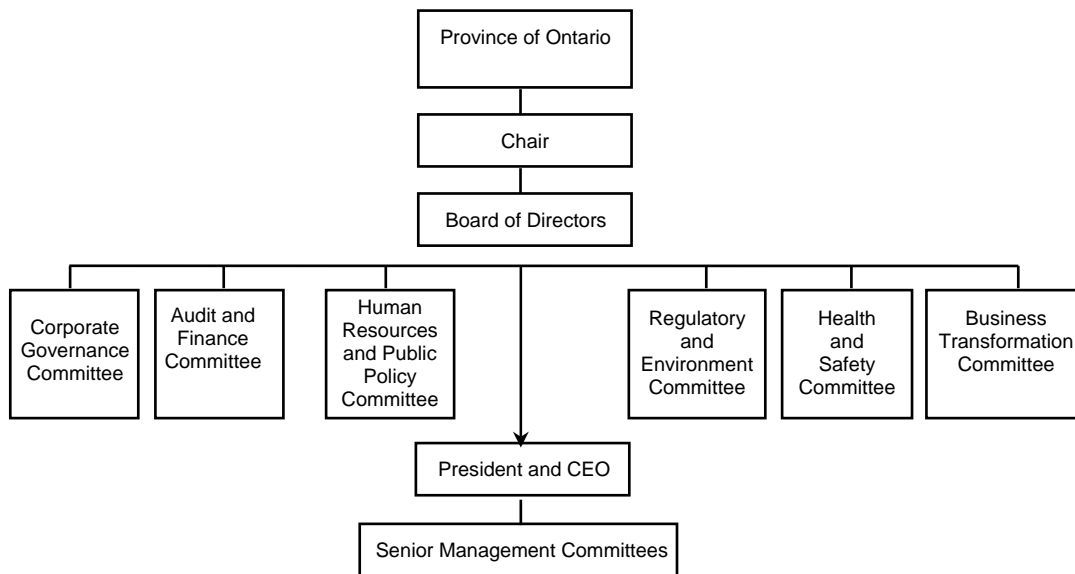 Province of Ontario
Chair
Board of Directors
Corporate
Governance
Committee
Audit and
Finance
Committee
Human
Resources
and Public
Policy
Committee
Regulatory
and
Environment
Committee
Health
and
Safety
Committee
Business
Transformation
Committee
President and CEO
Senior Management Committees